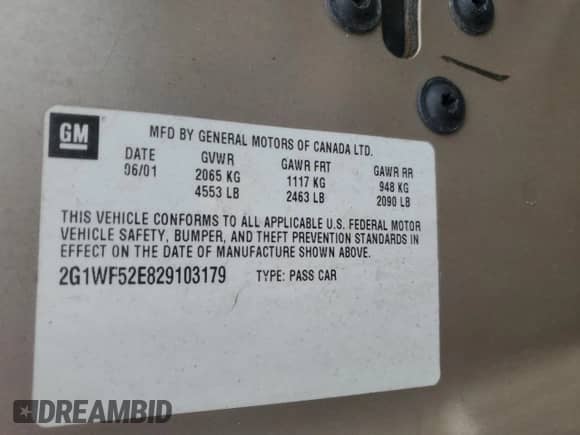 GM
MFD BY GENERAL MOTORS OF CANADA LTD.
DATE GVWR GAWR FRT GAWR RR
06/01 2065 KG 1117 KG 948 KG
4553 LB 2463 LB 2090 LB
THIS VEHICLE CONFORMS TO ALL APPLICABLE U.S. FEDERAL MOTOR
VEHICLE SAFETY, BUMPER, AND THEFT PREVENTION STANDARDS IN
EFFECT ON THE DATE OF MANUFACTURE SHOWN ABOVE.
2G1WF52E829103179 TYPE: PASS CAR
DREAMBID